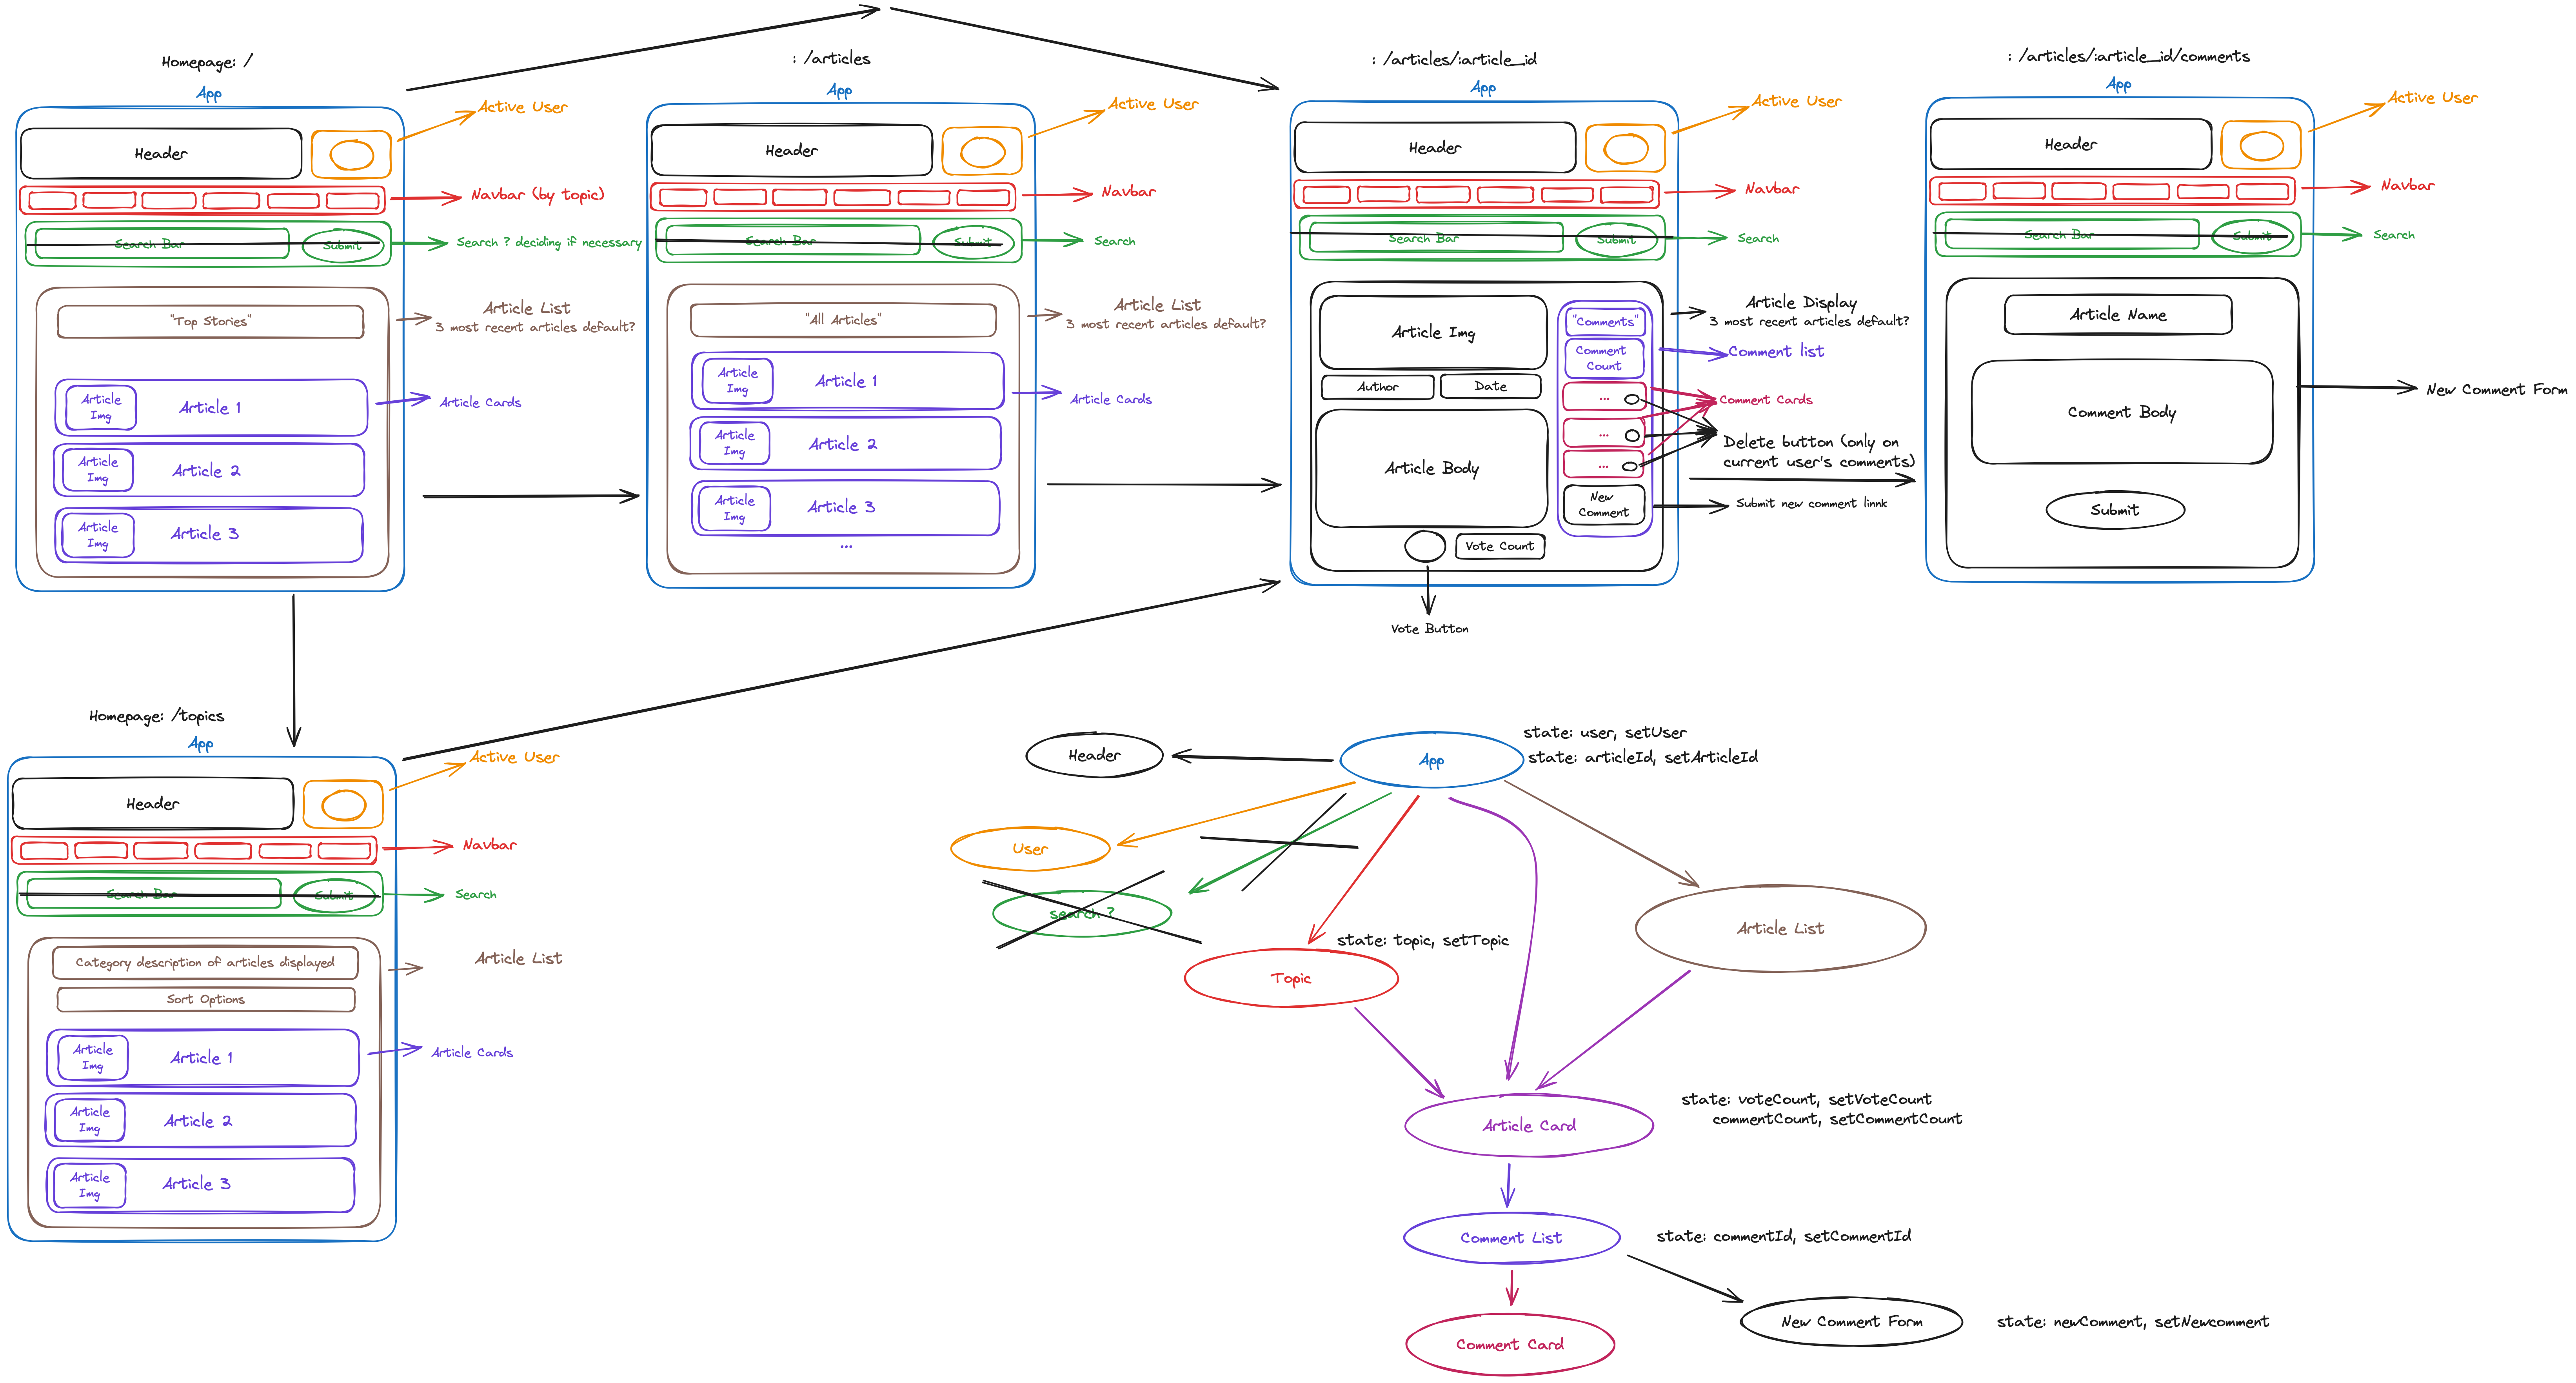 Homepage: /
App
Active User
Header
Navbar (by topic)
Search Bar
Submit
Search ? deciding if necessary
"Top Stories"
Article List
3 most recent articles default?
Article
Img
Article 1
Article Cards
Article
Img
Article 2
Article
Img
Article 3
: /articles
App
Active User
Header
Navbar
Search Bar
Submit
Search
"All Articles"
Article List
3 most recent articles default?
Article
Img
Article 1
Article Cards
Article
Img
Article 2
Article
Img
Article 3
...
: /articles/:article_id
App
Active User
Header
Navbar
Search Bar
Submit
Search
Article Img
"Comments"
Article Display
3 most recent articles default?
Comment
Count
Comment list
Author
Date
...
Comment Cards
...
Delete button (only on
current user's comments)
Article Body
...
New
Comment
Submit new comment linnk
Vote Count
Vote Button
: /articles/:article_id/comments
App
Active User
Header
Navbar
Search Bar
Submit
Search
Article Name
Comment Body
New Comment Form
Submit
Homepage: /topics
App
Active User
Header
Navbar
Search Bar
Submit
Search
Category description of articles displayed
Article List
Sort Options
Article
Img
Article 1
Article Cards
Article
Img
Article 2
Article
Img
Article 3
Header
App
state: user, setUser
state: articleId, setArticleId
User
search ?
Topic
state: topic, setTopic
Article List
Article Card
state: voteCount, setVoteCount
commentCount, setCommentCount
Comment List
state: commentId, setCommentId
New Comment Form
state: newComment, setNewcomment
Comment Card